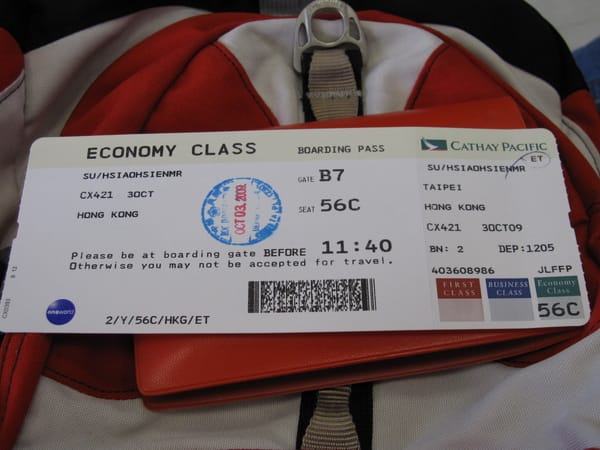 ECONOMY CLASS
BOARDING PASS
CATHAY PACIFIC
SU/HSIAOHSIENMR
CX421 3OCT
HONG KONG
GATE B7
SEAT 56C
OCT 03. 2009
Please be at boarding gate BEFORE 11:40
Otherwise you may not be accepted for travel.
oneworld
2/Y/56C/HKG/ET
SU/HSIAOHSIENMR
ET
TAIPEI
HONG KONG
CX421 3OCT09
BN: 2 DEP:1205
403608986 JLFFP
FIRST CLASS
BUSINESS CLASS
Economy Class
56C